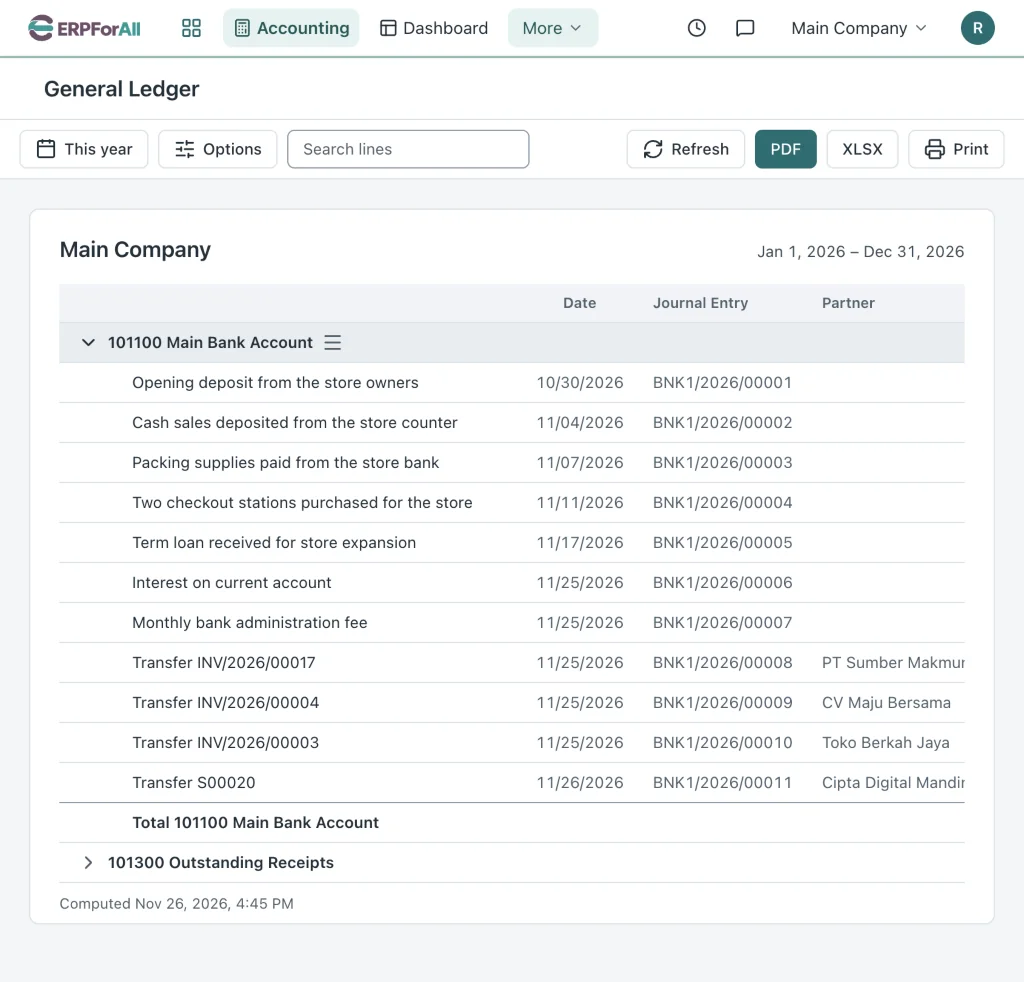 ERPForAll Accounting Dashboard More Main Company R
General Ledger
This year Options Search lines Refresh PDF XLSX Print
Main Company Jan 1, 2026 – Dec 31, 2026
Date Journal Entry Partner
101100 Main Bank Account
Opening deposit from the store owners 10/30/2026 BNK1/2026/00001
Cash sales deposited from the store counter 11/04/2026 BNK1/2026/00002
Packing supplies paid from the store bank 11/07/2026 BNK1/2026/00003
Two checkout stations purchased for the store 11/11/2026 BNK1/2026/00004
Term loan received for store expansion 11/17/2026 BNK1/2026/00005
Interest on current account 11/25/2026 BNK1/2026/00006
Monthly bank administration fee 11/25/2026 BNK1/2026/00007
Transfer INV/2026/00017 11/25/2026 BNK1/2026/00008 PT Sumber Makmur
Transfer INV/2026/00004 11/25/2026 BNK1/2026/00009 CV Maju Bersama
Transfer INV/2026/00003 11/25/2026 BNK1/2026/00010 Toko Berkah Jaya
Transfer S00020 11/26/2026 BNK1/2026/00011 Cipta Digital
Total 101100 Main Bank Account
101300 Outstanding Receipts
Computed Nov 26, 2026, 4:45 PM